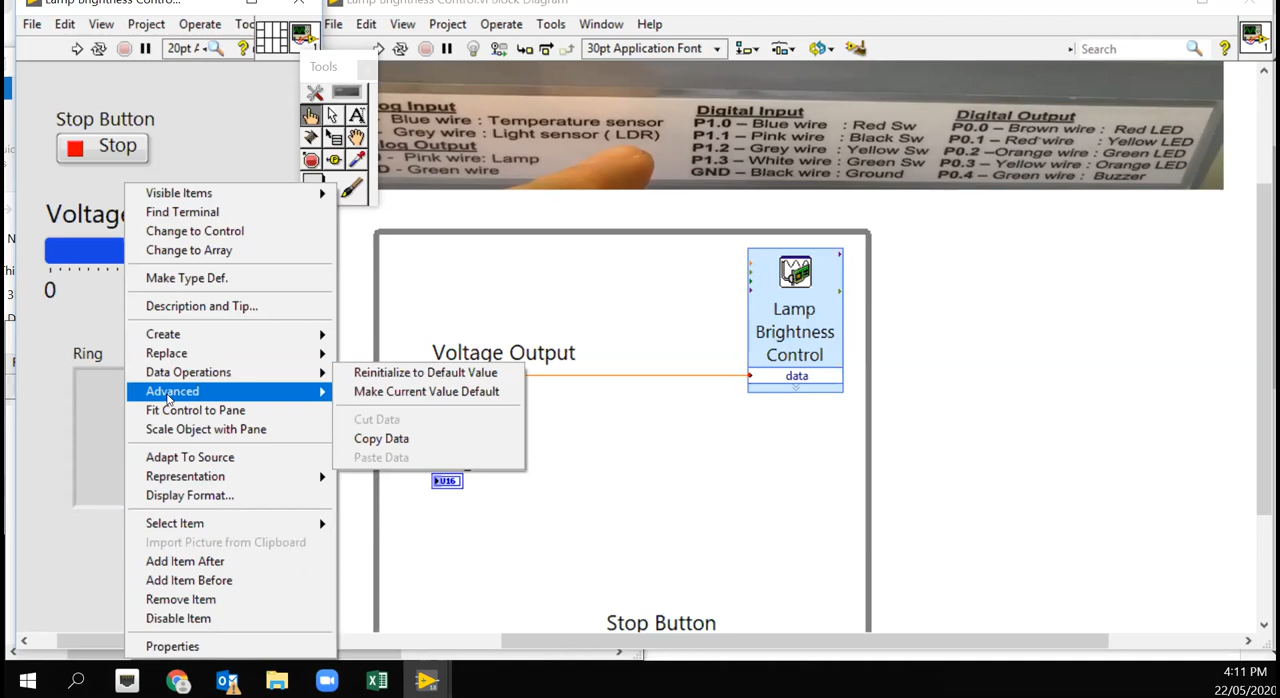 Lamp Brightness Control.vi Block Diagram
Lamp Brightness Contro...
File Edit View Project Operate
File Edit View Project Operate Tools Window Help
30pt Application Font
Search
Tools
Stop Button
Stop
Analog Input
Blue wire : Temperature sensor
Grey wire : Light sensor ( LDR)
Analog Output
Pink wire: Lamp
Green wire
Digital Input
P1.0 – Blue wire : Red Sw
P1.1 – Pink wire : Black Sw
P1.2 – Grey wire : Yellow Sw
P1.3 – White wire : Green Sw
GND – Black wire : Ground
Digital Output
P0.0 – Brown wire : Red LED
P0.1 – Red wire : Yellow LED
P0.2 – Orange wire : Green LED
P0.3 – Yellow wire : Orange LED
P0.4 – Green wire : Buzzer
0
Ring
Visible Items
Find Terminal
Change to Control
Change to Array
Make Type Def.
Description and Tip...
Create
Replace
Data Operations
Advanced
Fit Control to Pane
Scale Object with Pane
Adapt To Source
Representation
Display Format...
Select Item
Import Picture from Clipboard
Add Item After
Add Item Before
Remove Item
Disable Item
Properties
Reinitialize to Default Value
Make Current Value Default
Cut Data
Copy Data
Paste Data
Voltage Output
U16
Lamp
Brightness
Control
data
Stop Button
4:11 PM
22/05/2020